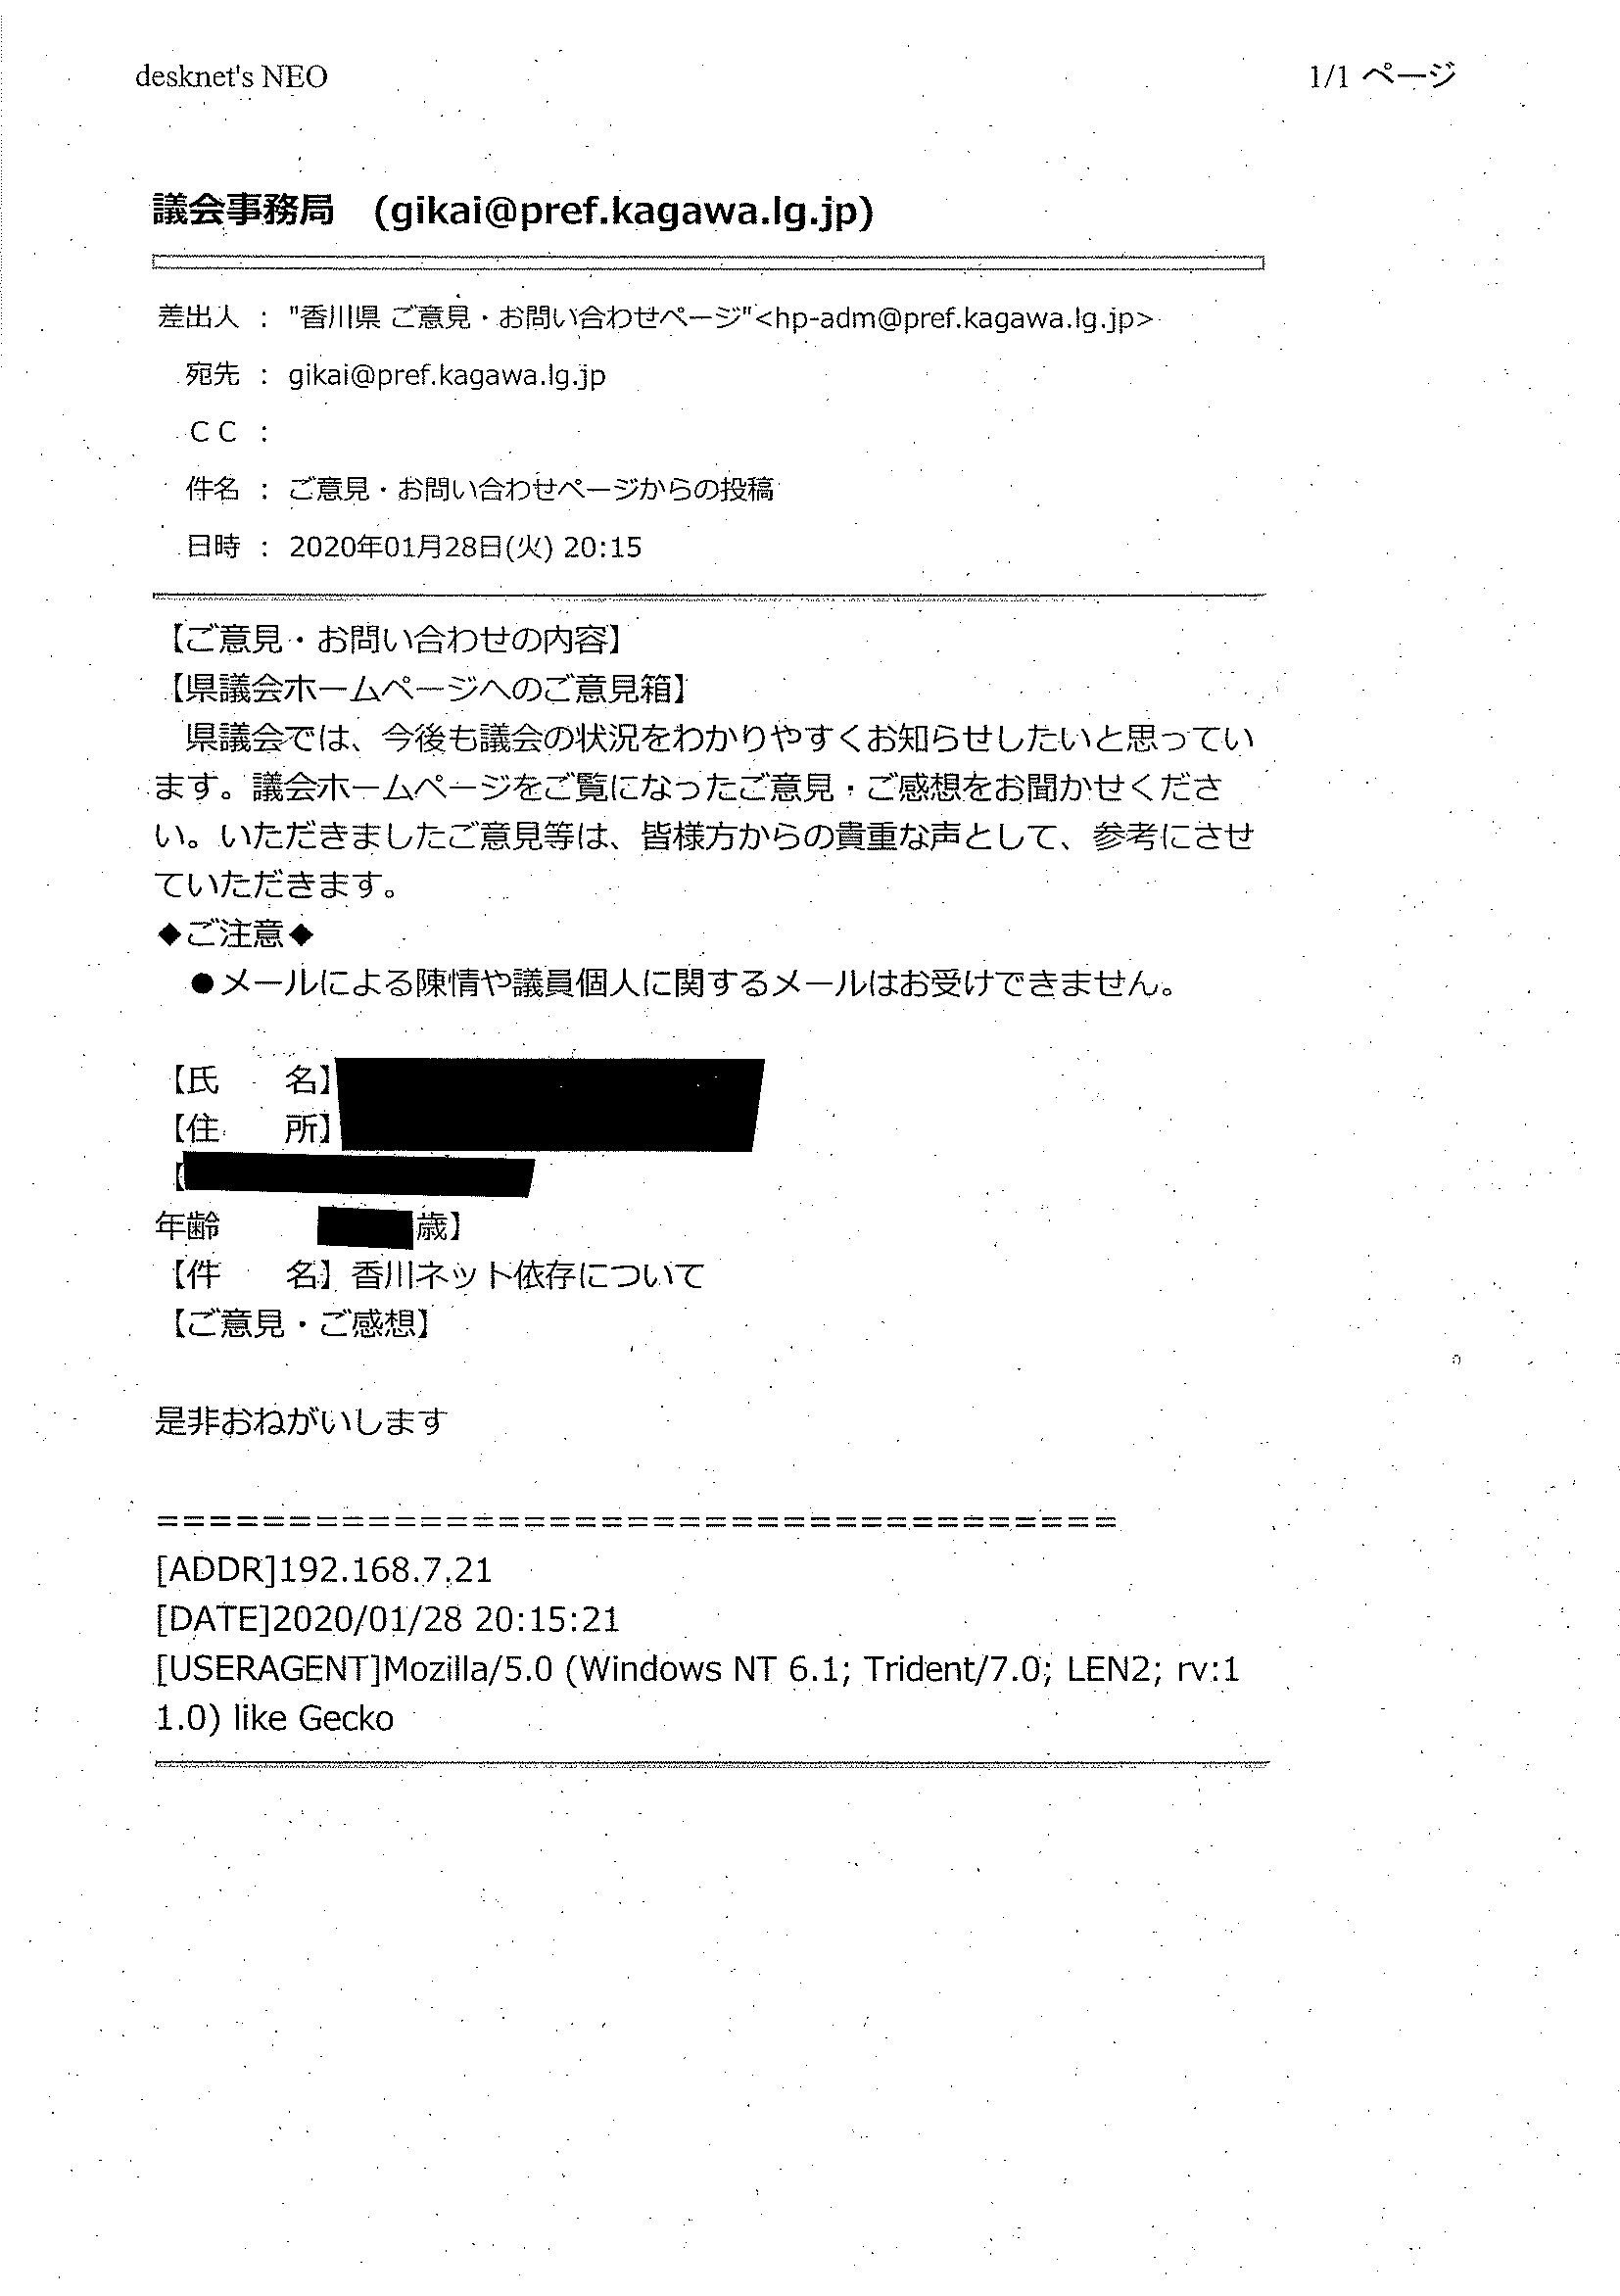 desknet's NEO
1/1 ページ
議会事務局　(gikai@pref.kagawa.lg.jp)
差出人 ： "香川県 ご意見・お問い合わせページ"<hp-adm@pref.kagawa.lg.jp>
宛先 ： gikai@pref.kagawa.lg.jp
ＣＣ ：
件名 ： ご意見・お問い合わせページからの投稿
日時 ： 2020年01月28日(火) 20:15
【ご意見・お問い合わせの内容】
【県議会ホームページへのご意見箱】
　県議会では、今後も議会の状況をわかりやすくお知らせしたいと思ってい
ます。議会ホームページをご覧になったご意見・ご感想をお聞かせくださ
い。いただきましたご意見等は、皆様方からの貴重な声として、参考にさせ
ていただきます。
◆ご注意◆
　●メールによる陳情や議員個人に関するメールはお受けできません。
【氏　　名】
【住　　所】
【
年齢　　　歳】
【件　　名】香川ネット依存について
【ご意見・ご感想】
是非おねがいします
=====================================
[ADDR]192.168.7.21
[DATE]2020/01/28 20:15:21
[USERAGENT]Mozilla/5.0 (Windows NT 6.1; Trident/7.0; LEN2; rv:1
1.0) like Gecko